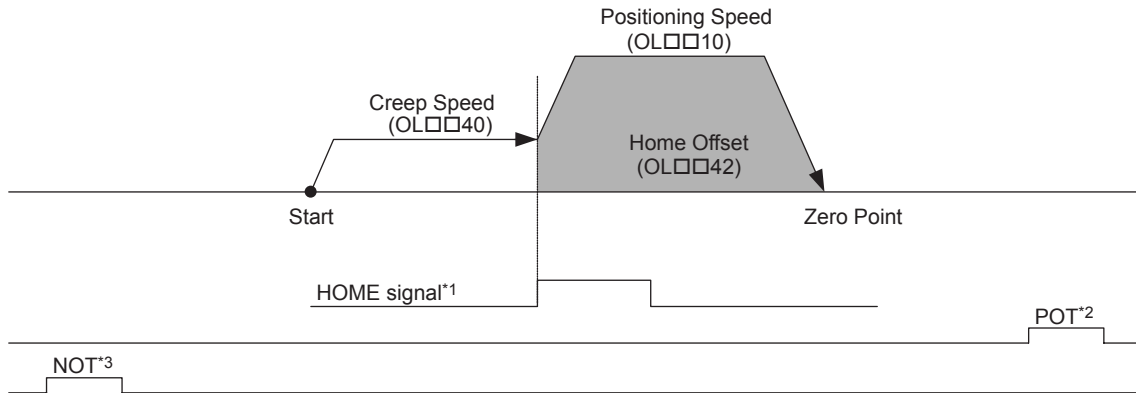 Positioning Speed
(OL□□10)
Creep Speed
(OL□□40)
Home Offset
(OL□□42)
Start
Zero Point
HOME signal*1
POT*2
NOT*3